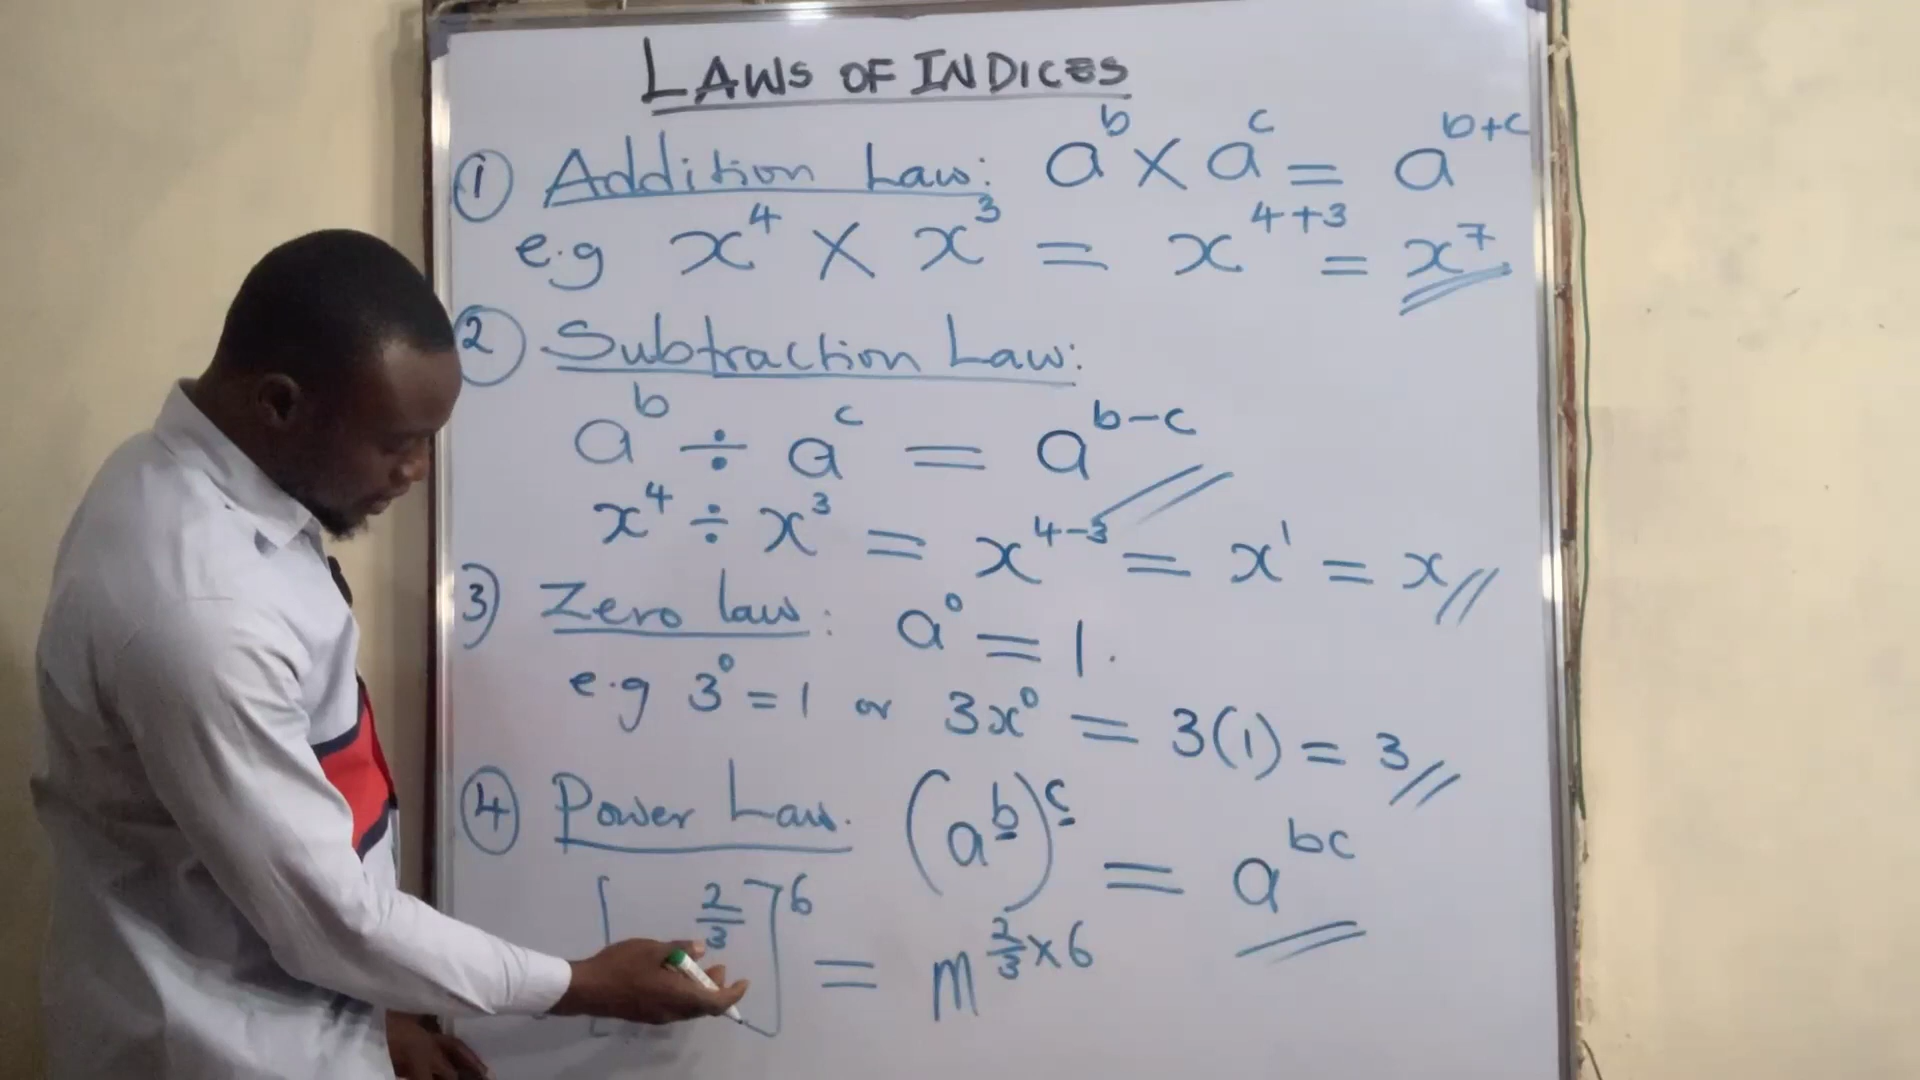 LAWS OF INDICES
① Addition Law: a^b × a^c = a^(b+c)
e.g x^4 × x^3 = x^(4+3) = x^7
② Subtraction Law:
a^b ÷ a^c = a^(b-c)
x^4 ÷ x^3 = x^(4-3) = x^1 = x //
③ Zero law: a^0 = 1.
e.g 3^0 = 1 or 3x^0 = 3(1) = 3 //
④ Power Law. (a^b)^c = a^(bc)
[ ^(2/3)]^6 = m^(2/3 × 6)